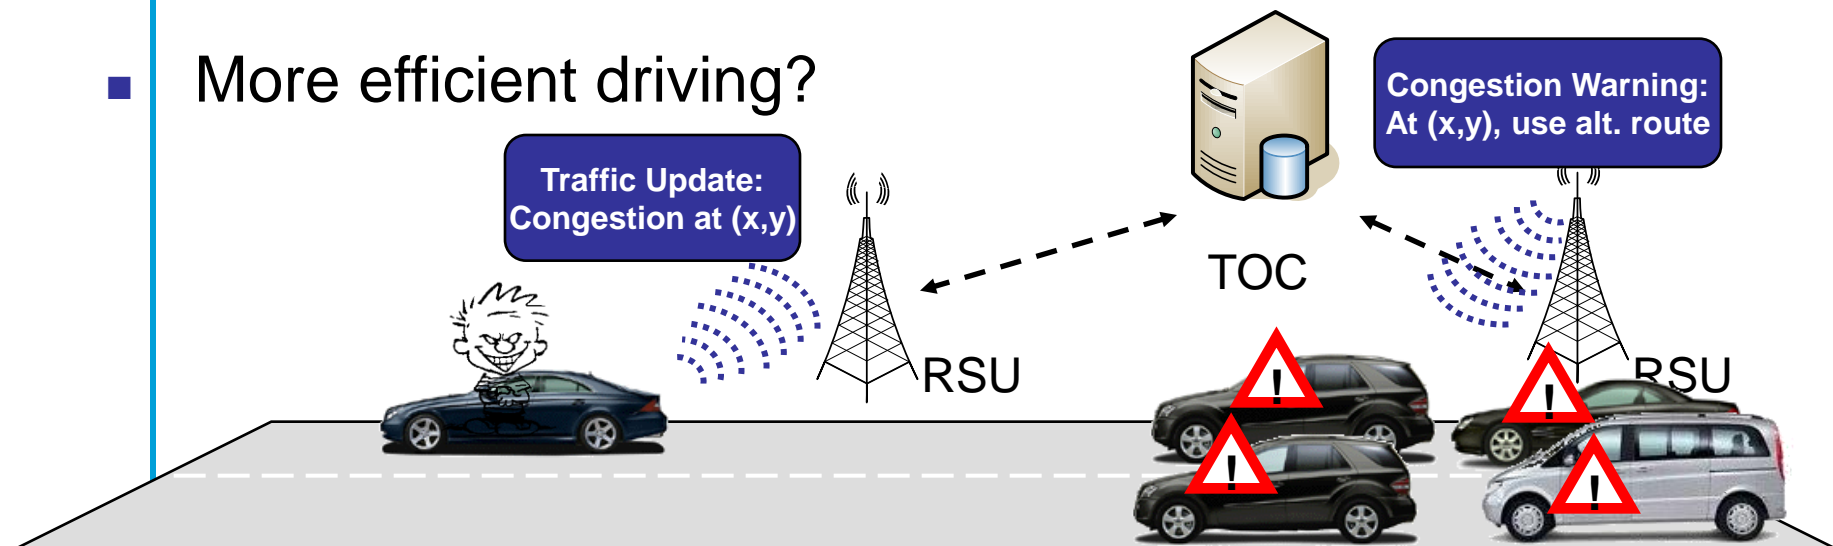 More efficient driving?
Traffic Update:
Congestion at (x,y)
Congestion Warning:
At (x,y), use alt. route
TOC
RSU
RSU
!
!
!
!